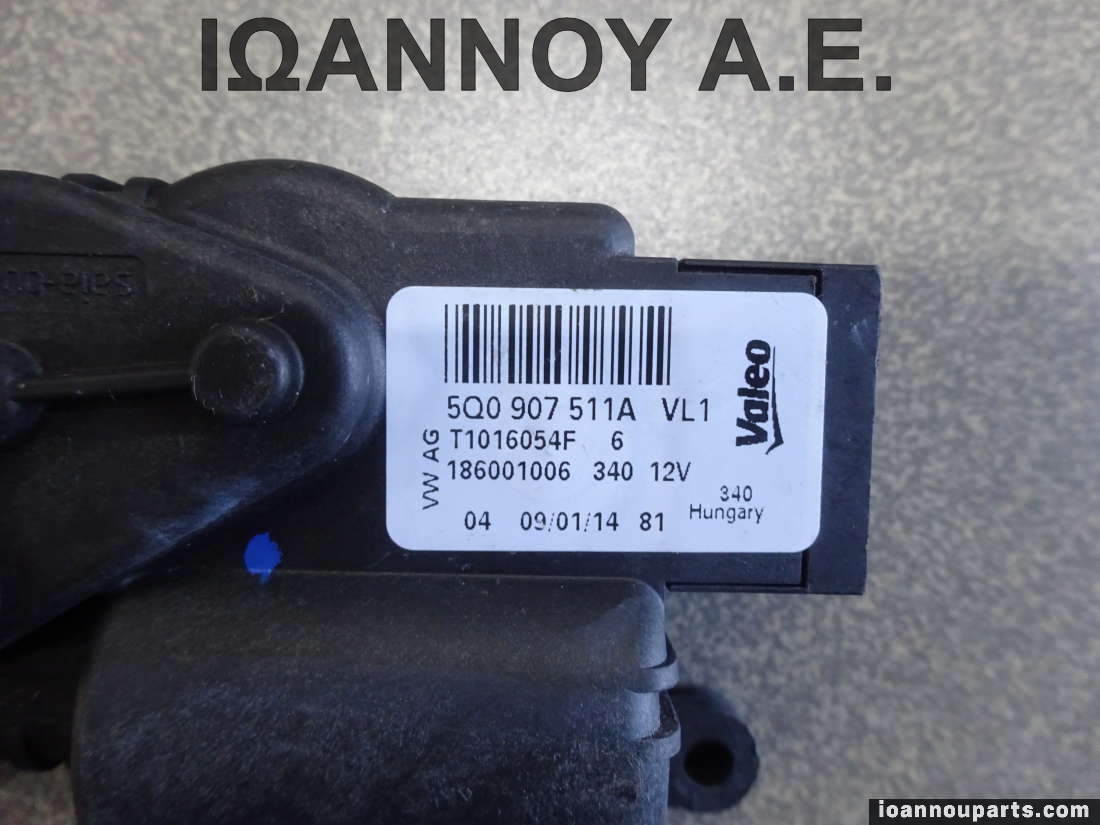 ΙΩΑΝΝΟΥ Α.Ε.
5Q0 907 511A VL1
T1016054F 6
186001006 340 12V
04 09/01/14 81
VW AG
Valeo
340
Hungary
ioannouparts.com